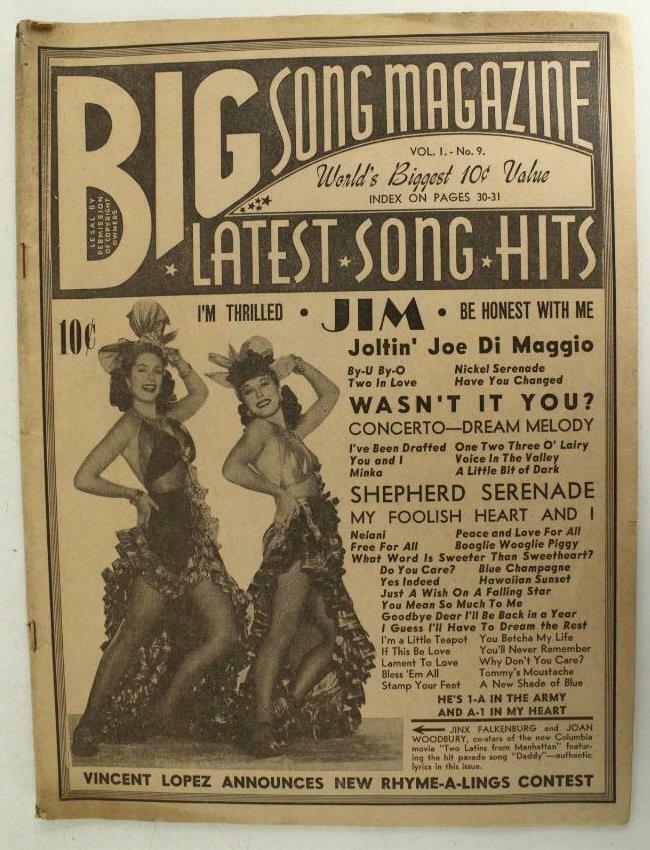 BIG SONG MAGAZINE
LEGAL BY
PERMISSION
OF COPYRIGHT
OWNERS
VOL. 1. - No. 9.
World's Biggest 10¢ Value
INDEX ON PAGES 30-31
LATEST SONG HITS
10¢
I'M THRILLED • JIM • BE HONEST WITH ME
Joltin' Joe Di Maggio
By-U By-O Nickel Serenade
Two In Love Have You Changed
WASN'T IT YOU?
CONCERTO—DREAM MELODY
I've Been Drafted One Two Three O' Lairy
You and I Voice In The Valley
Minka A Little Bit of Dark
SHEPHERD SERENADE
MY FOOLISH HEART AND I
Neiani Peace and Love For All
Free For All Booglie Wooglie Piggy
What Word Is Sweeter Than Sweetheart?
Do You Care? Blue Champagne
Yes Indeed Hawaiian Sunset
Just A Wish On A Falling Star
You Mean So Much To Me
Goodbye Dear I'll Be Back in a Year
I Guess I'll Have To Dream the Rest
I'm a Little Teapot You Betcha My Life
If This Be Love You'll Never Remember
Lament To Love Why Don't You Care?
Bless 'Em All Tommy's Moustache
Stamp Your Feet A New Shade of Blue
HE'S 1-A IN THE ARMY
AND A-1 IN MY HEART
JINX FALKENBURG and JOAN
WOODBURY, co-stars of the new Columbia
movie "Two Latins from Manhattan" featur-
ing the hit parade song "Daddy"—authentic
lyrics in this issue.
VINCENT LOPEZ ANNOUNCES NEW RHYME-A-LINGS CONTEST